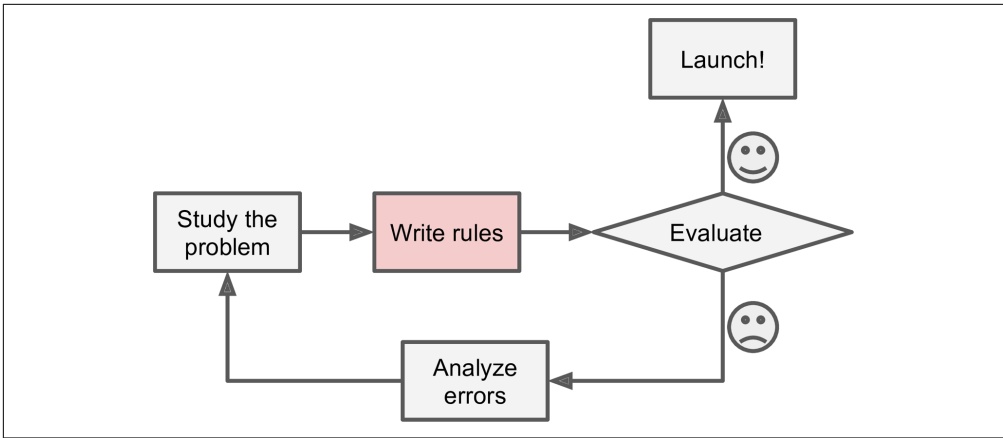 Launch!
Study the
problem
Write rules
Evaluate
Analyze
errors